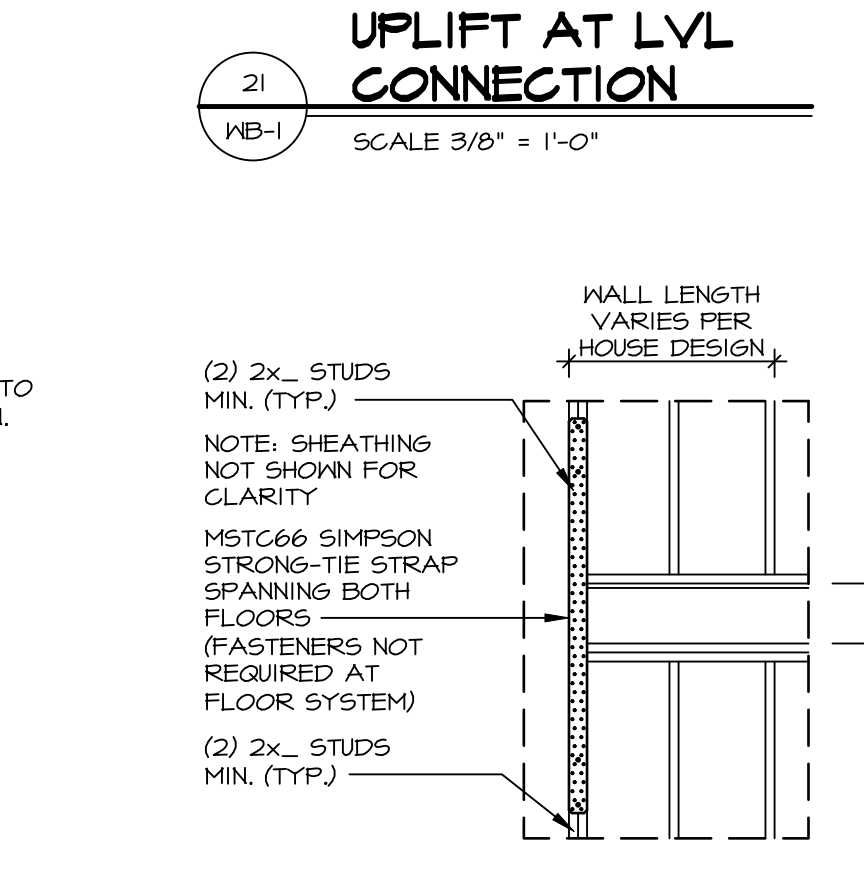 UPLIFT AT LVL
CONNECTION
21
WB-1
SCALE 3/8" = 1'-0"
WALL LENGTH
VARIES PER
HOUSE DESIGN
TO
(2) 2x_ STUDS
MIN. (TYP.)
NOTE: SHEATHING
NOT SHOWN FOR
CLARITY
MSTC66 SIMPSON
STRONG-TIE STRAP
SPANNING BOTH
FLOORS
(FASTENERS NOT
REQUIRED AT
FLOOR SYSTEM)
(2) 2x_ STUDS
MIN. (TYP.)